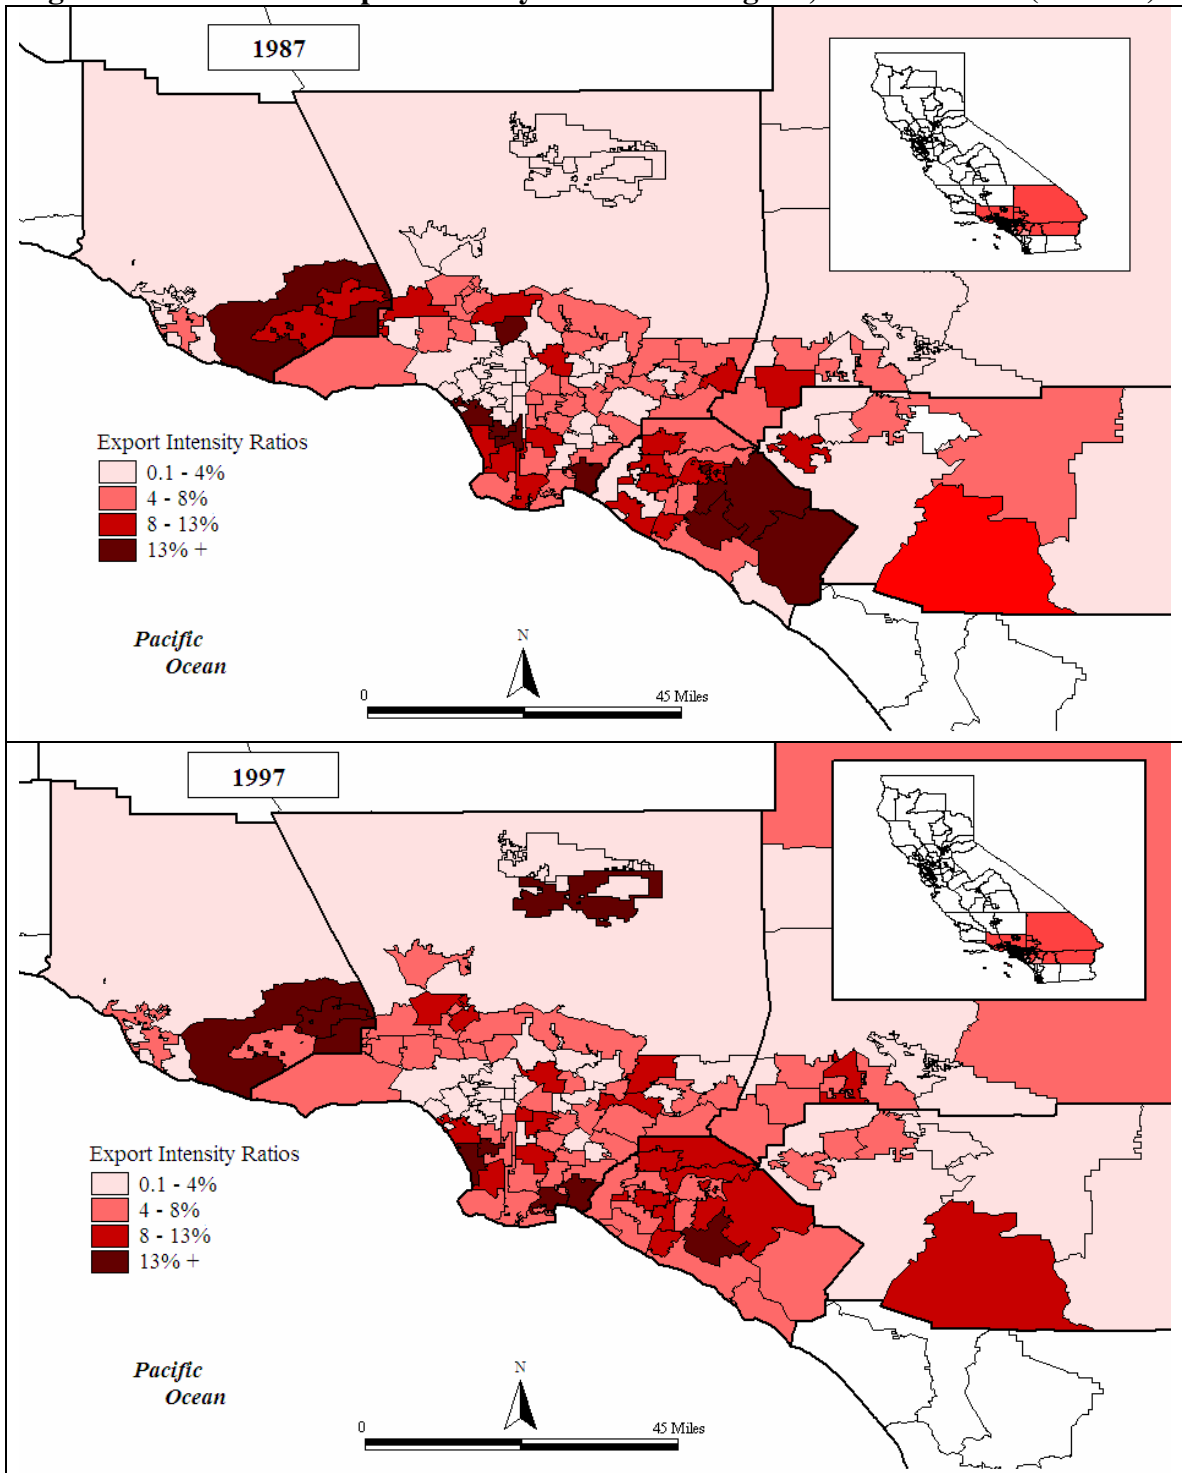 1987
Export Intensity Ratios
0.1 - 4%
4 - 8%
8 - 13%
13% +
Pacific
Ocean
N
0 45 Miles
1997
Export Intensity Ratios
0.1 - 4%
4 - 8%
8 - 13%
13% +
Pacific
Ocean
N
0 45 Miles